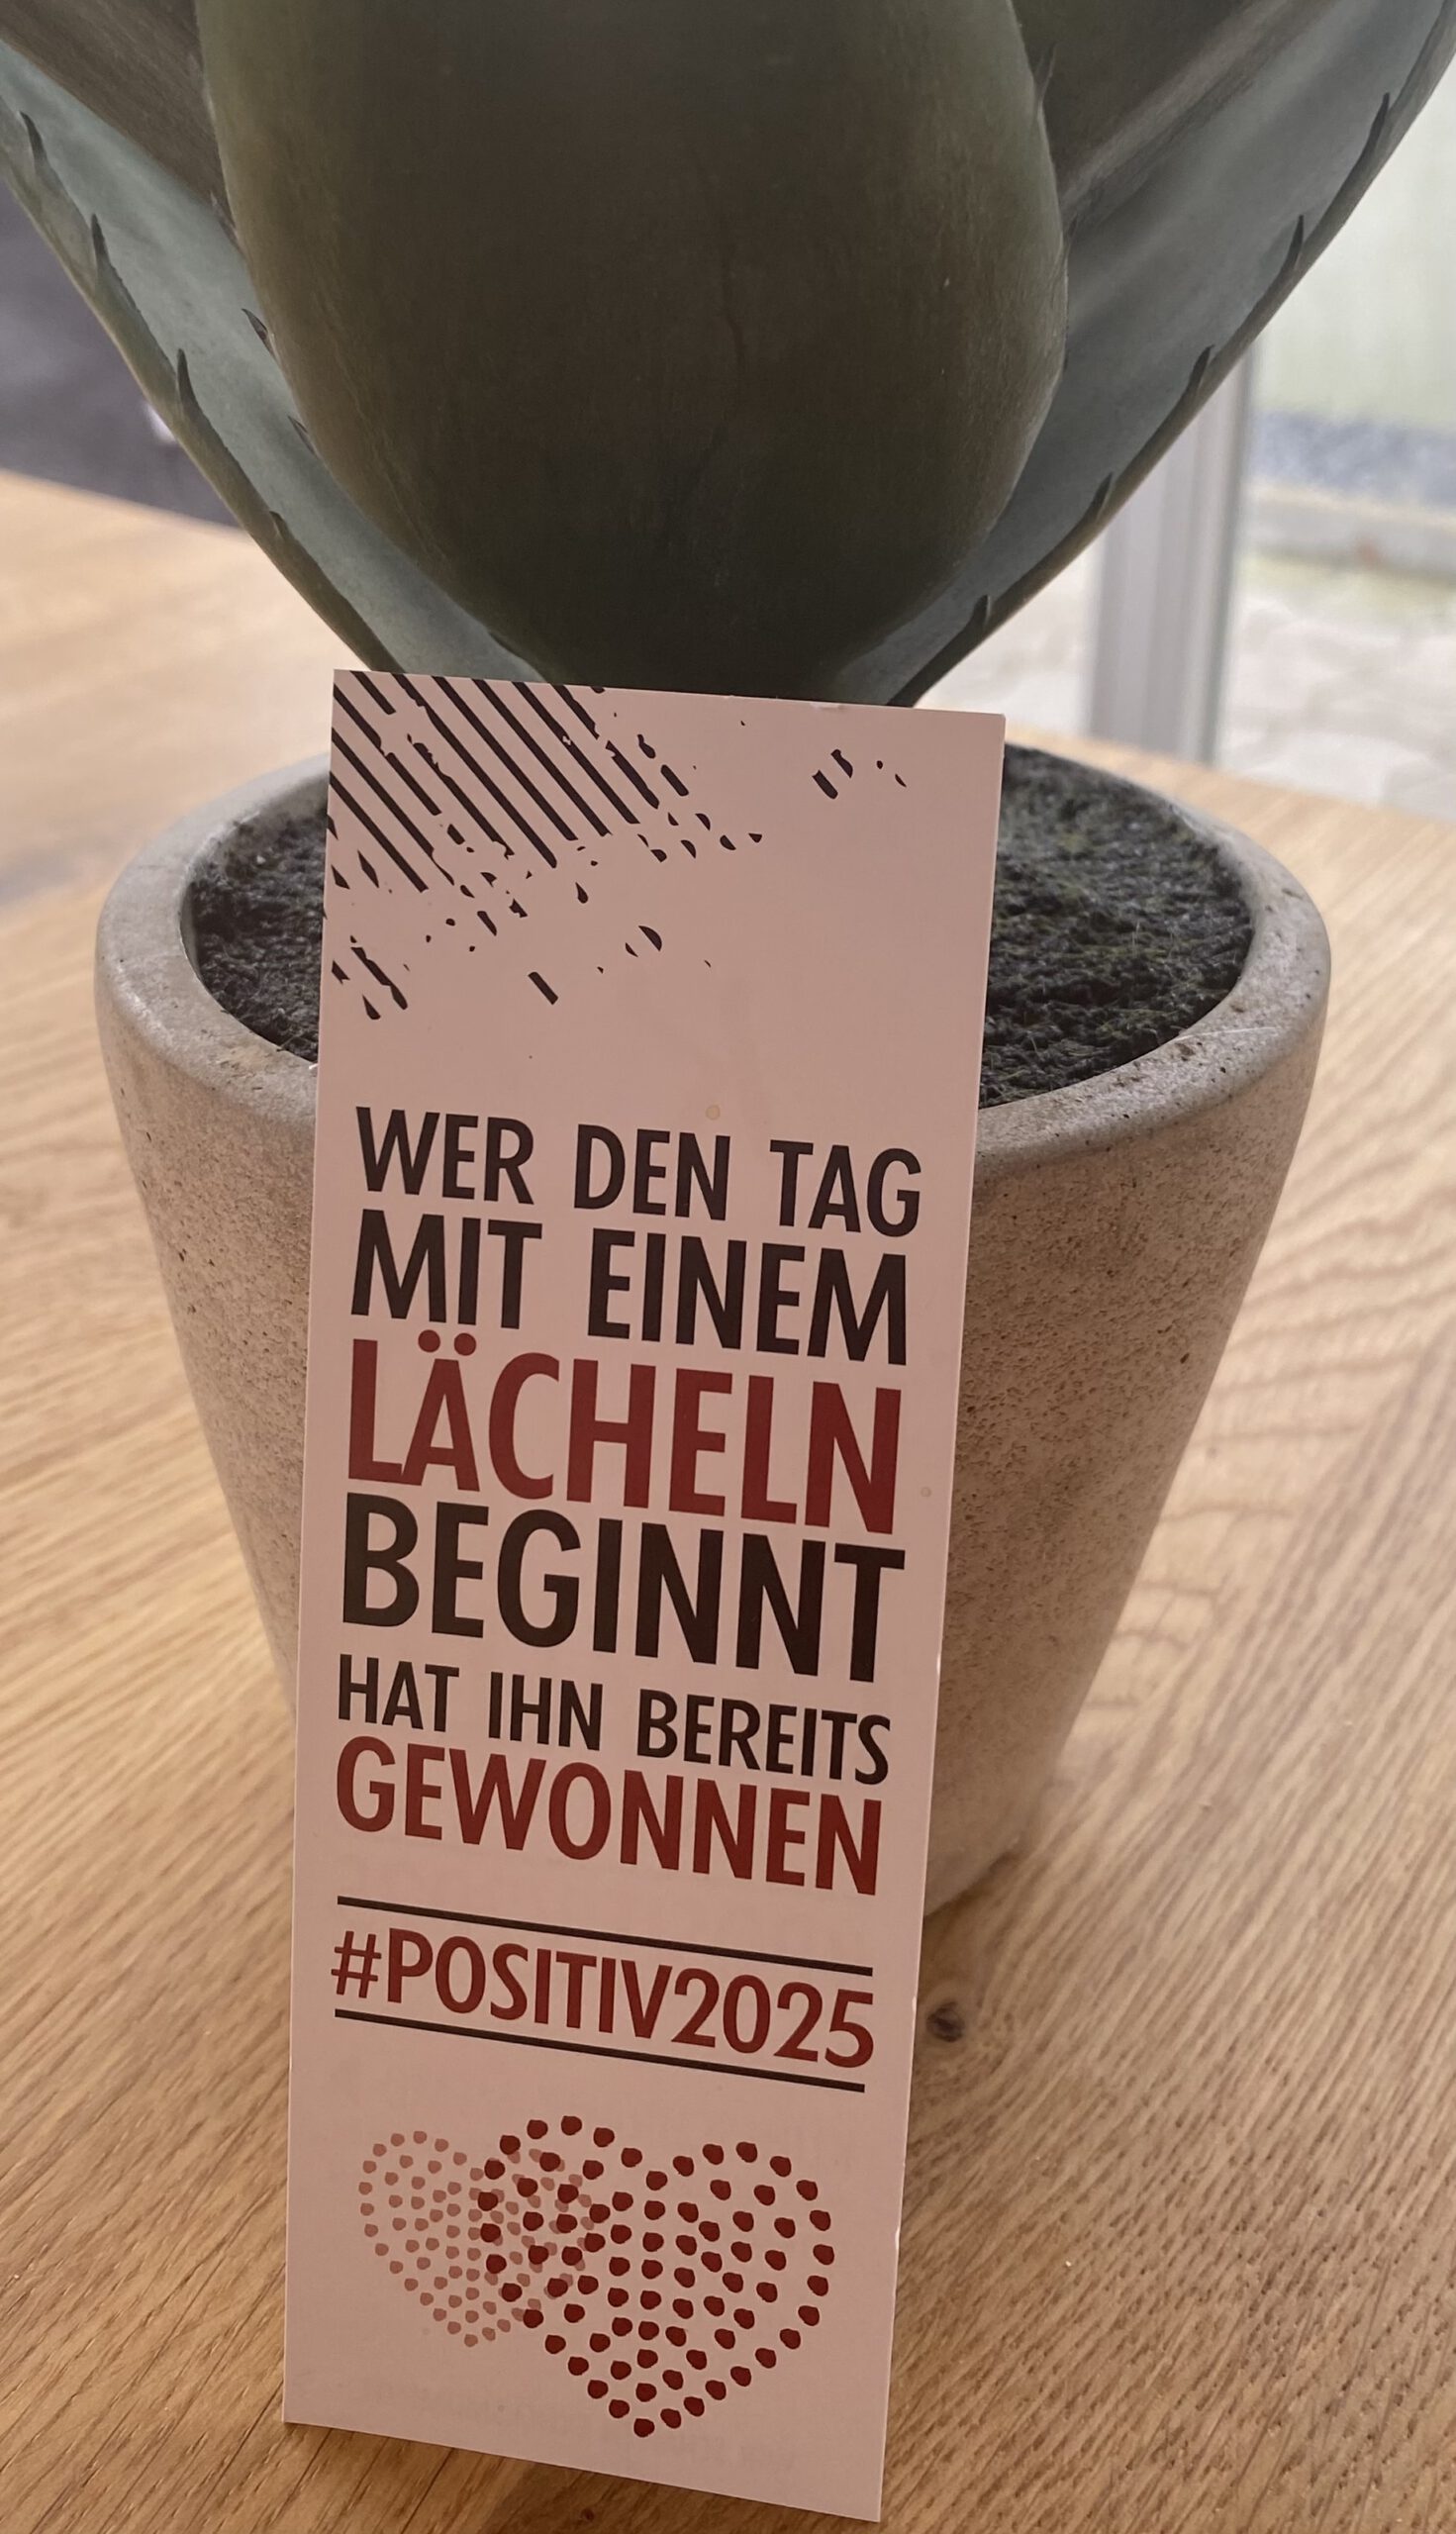 WER DEN TAG
MIT EINEM
LÄCHELN
BEGINNT
HAT IHN BEREITS
GEWONNEN
#POSITIV2025